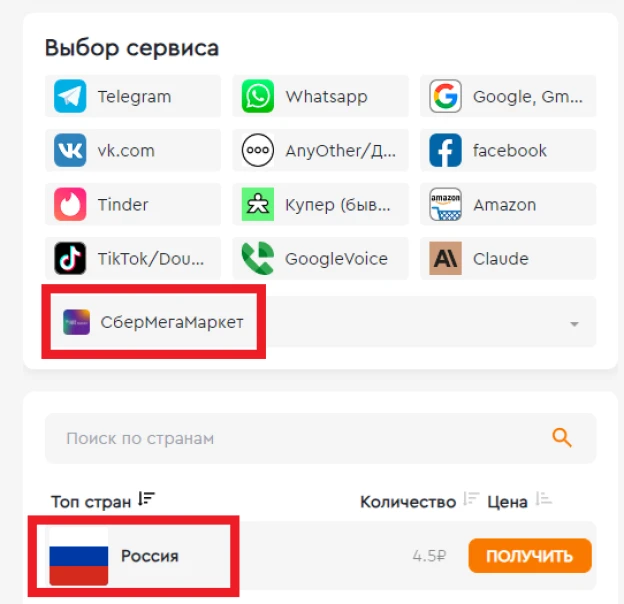 Выбор сервиса
Telegram
Whatsapp
Google, Gm...
vk.com
AnyOther/Д...
facebook
Tinder
amazon
Купер (быв...
Amazon
TikTok/Dou...
GoogleVoice
Claude
СберМегаМаркет
Поиск по странам
Топ стран
Количество
Цена
Россия
4.5₽
ПОЛУЧИТЬ